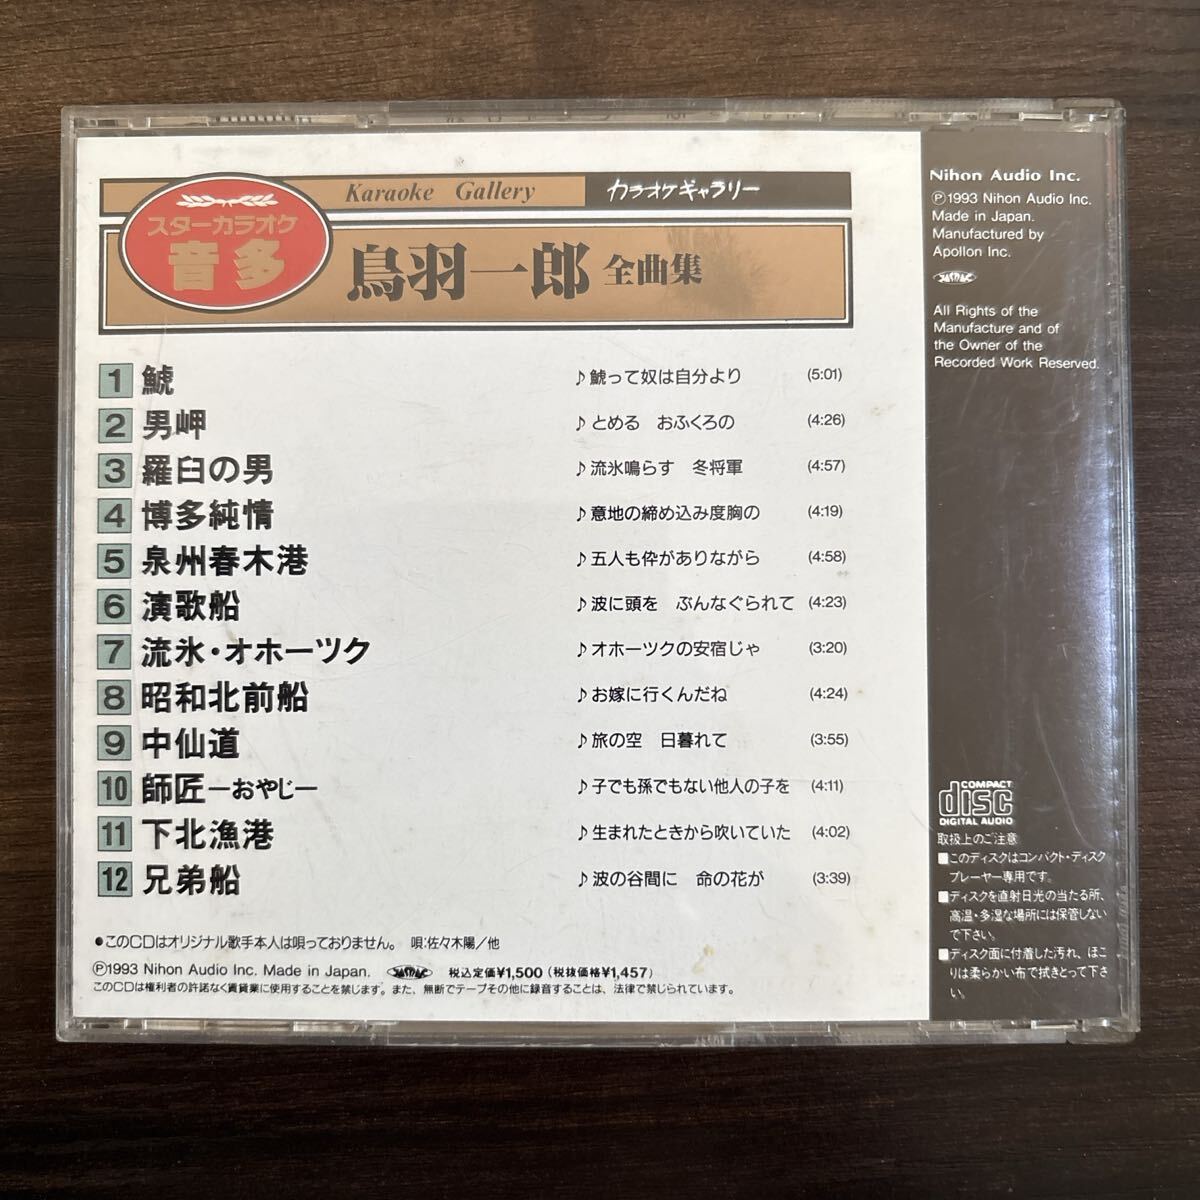 Karaoke Gallery カラオケギャラリー
スターカラオケ
音多
鳥羽一郎 全曲集
1 鯱 ♪鯱って奴は自分より (5:01)
2 男岬 ♪とめる おふくろの (4:26)
3 羅臼の男 ♪流氷鳴らす 冬将軍 (4:57)
4 博多純情 ♪意地の締め込み度胸の (4:19)
5 泉州春木港 ♪五人も伜がありながら (4:58)
6 演歌船 ♪波に頭を ぶんなぐられて (4:23)
7 流氷・オホーツク ♪オホーツクの安宿じゃ (3:20)
8 昭和北前船 ♪お嫁に行くんだね (4:24)
9 中仙道 ♪旅の空 日暮れて (3:55)
10 師匠—おやじ— ♪子でも孫でもない他人の子を (4:11)
11 下北漁港 ♪生まれたときから吹いていた (4:02)
12 兄弟船 ♪波の谷間に 命の花が (3:39)
●このCDはオリジナル歌手本人は唄っておりません。 唄:佐々木陽/他
Ⓟ1993 Nihon Audio Inc. Made in Japan. JASRAC 税込定価¥1,500(税抜価格¥1,457)
このCDは権利者の許諾なく賃貸業に使用することを禁じます。また、無断でテープその他に録音することは、法律で禁じられています。
Nihon Audio Inc.
Ⓟ1993 Nihon Audio Inc.
Made in Japan.
Manufactured by
Apollon Inc.
JASRAC
All Rights of the
Manufacture and of
the Owner of the
Recorded Work Reserved.
COMPACT
disc
DIGITAL AUDIO
取扱上のご注意
■このディスクはコンパクト・ディスク
プレーヤー専用です。
■ディスクを直射日光の当たる所、
高温・多湿な場所には保管しない
で下さい。
■ディスク面に付着した汚れ、ほこ
りは柔らかい布で拭きとって下さ
い。